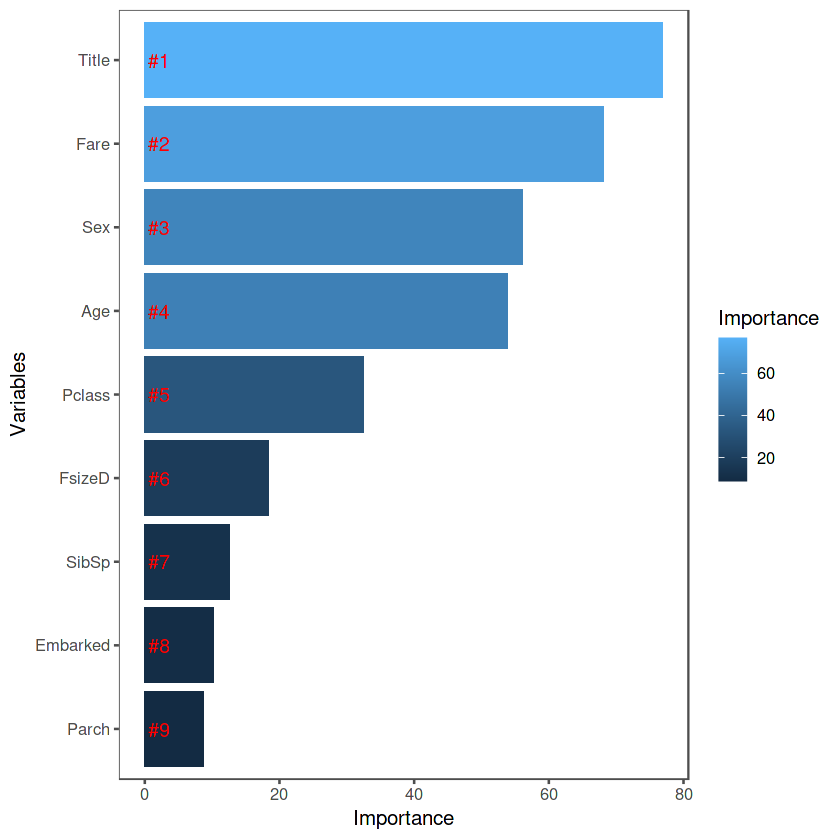 Variables
Title #1
Fare #2
Sex #3
Age #4
Pclass #5
FsizeD #6
SibSp #7
Embarked #8
Parch #9
0 20 40 60 80
Importance
Importance
60
40
20